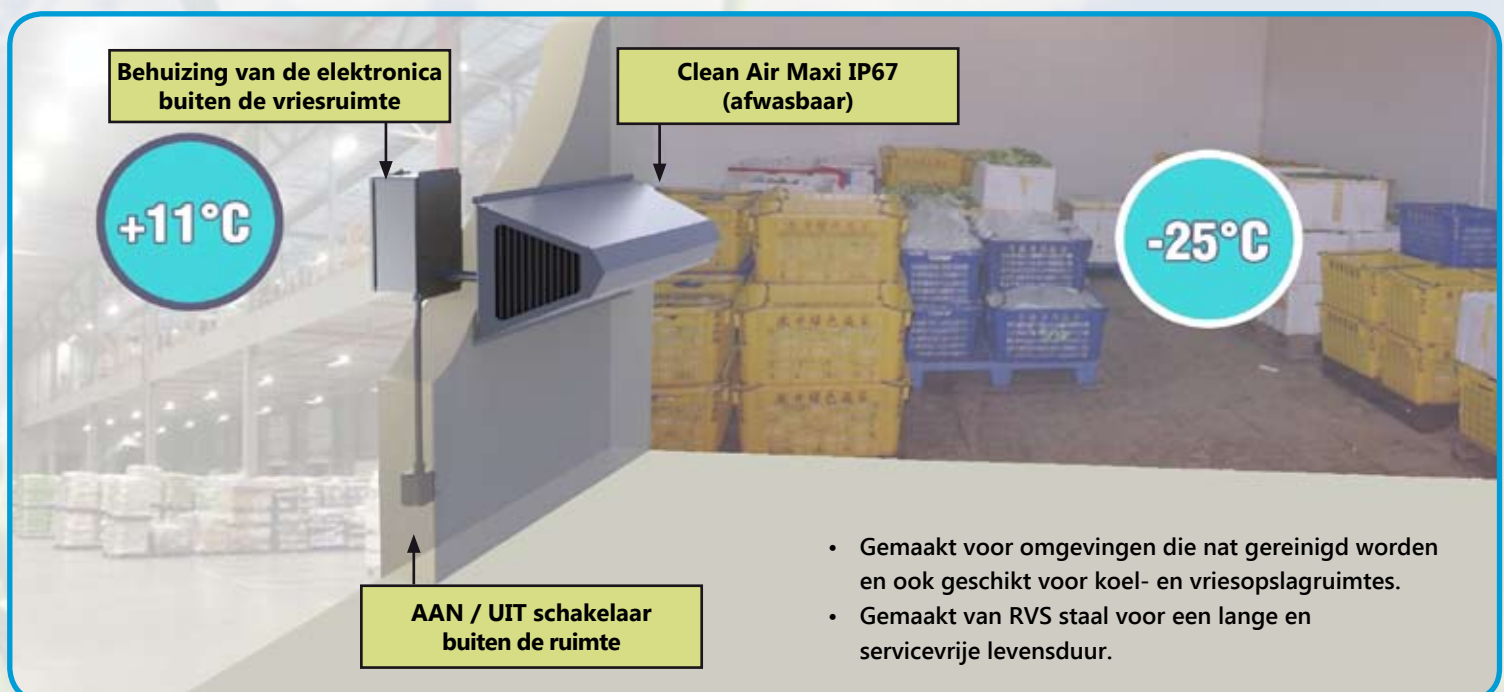 Behuizing van de elektronica
buiten de vriesruimte
Clean Air Maxi IP67
(afwasbaar)
+11°C
-25°C
AAN / UIT schakelaar
buiten de ruimte
• Gemaakt voor omgevingen die nat gereinigd worden
en ook geschikt voor koel- en vriesopslagruimtes.
• Gemaakt van RVS staal voor een lange en
servicevrije levensduur.